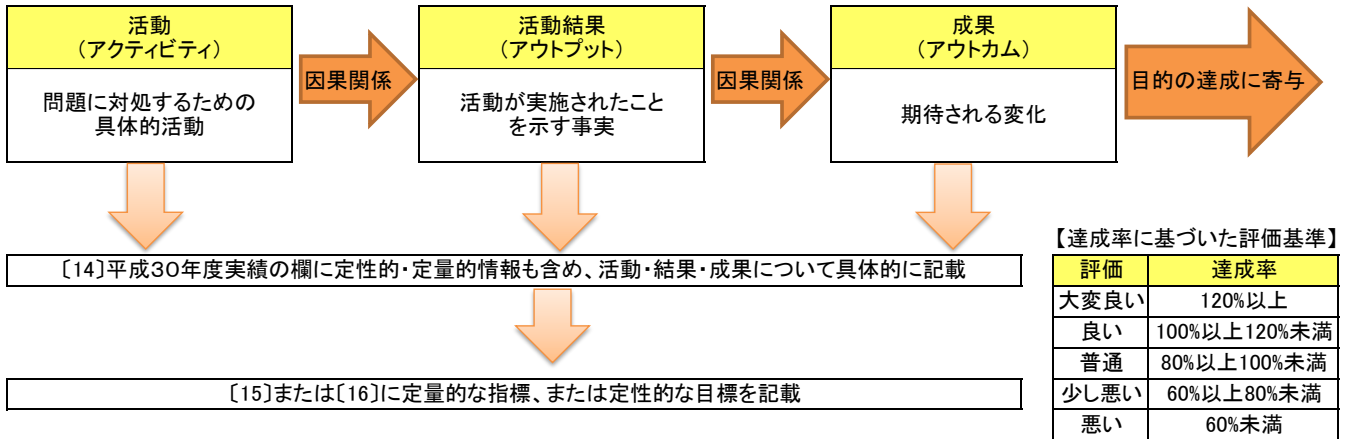 活動
（アクティビティ）
問題に対処するための
具体的活動
因果関係
活動結果
（アウトプット）
活動が実施されたこと
を示す事実
因果関係
成果
（アウトカム）
期待される変化
目的の達成に寄与
〔14〕平成３０年度実績の欄に定性的・定量的情報も含め、活動・結果・成果について具体的に記載
〔15〕または〔16〕に定量的な指標、または定性的な目標を記載
【達成率に基づいた評価基準】
評価 達成率
大変良い 120%以上
良い 100%以上120%未満
普通 80%以上100%未満
少し悪い 60%以上80%未満
悪い 60%未満